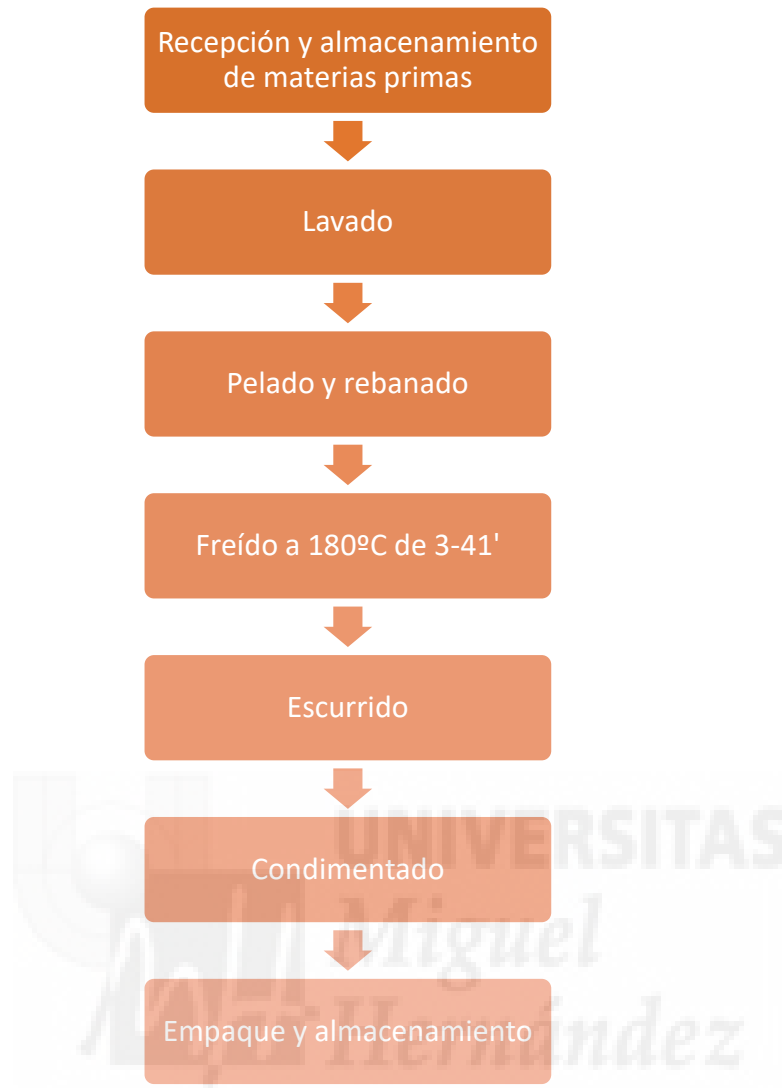 Recepción y almacenamiento
de materias primas
Lavado
Pelado y rebanado
Freído a 180ºC de 3-41'
Escurrido
UNIVERSITAS
Condimentado
Miguel
Empaque y almacenamiento
Hernández